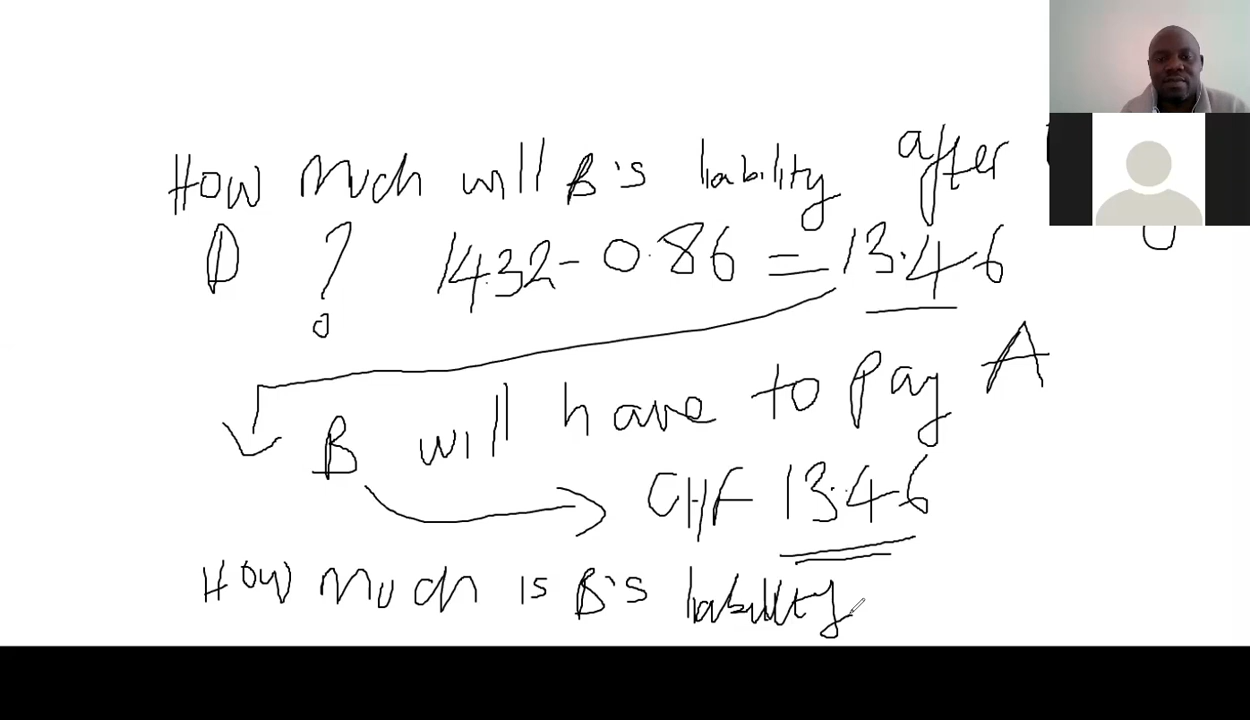 How Much will B's liability after
D ? 14.32 - 0.86 = 13.46
B will have to pay A
CHF 13.46
How Much is B's liability